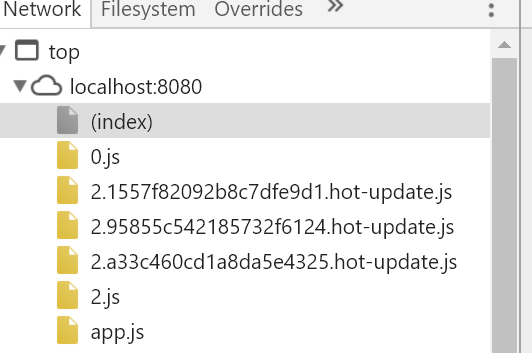 Network Filesystem Overrides »
top
localhost:8080
(index)
0.js
2.1557f82092b8c7dfe9d1.hot-update.js
2.95855c542185732f6124.hot-update.js
2.a33c460cd1a8da5e4325.hot-update.js
2.js
app.js